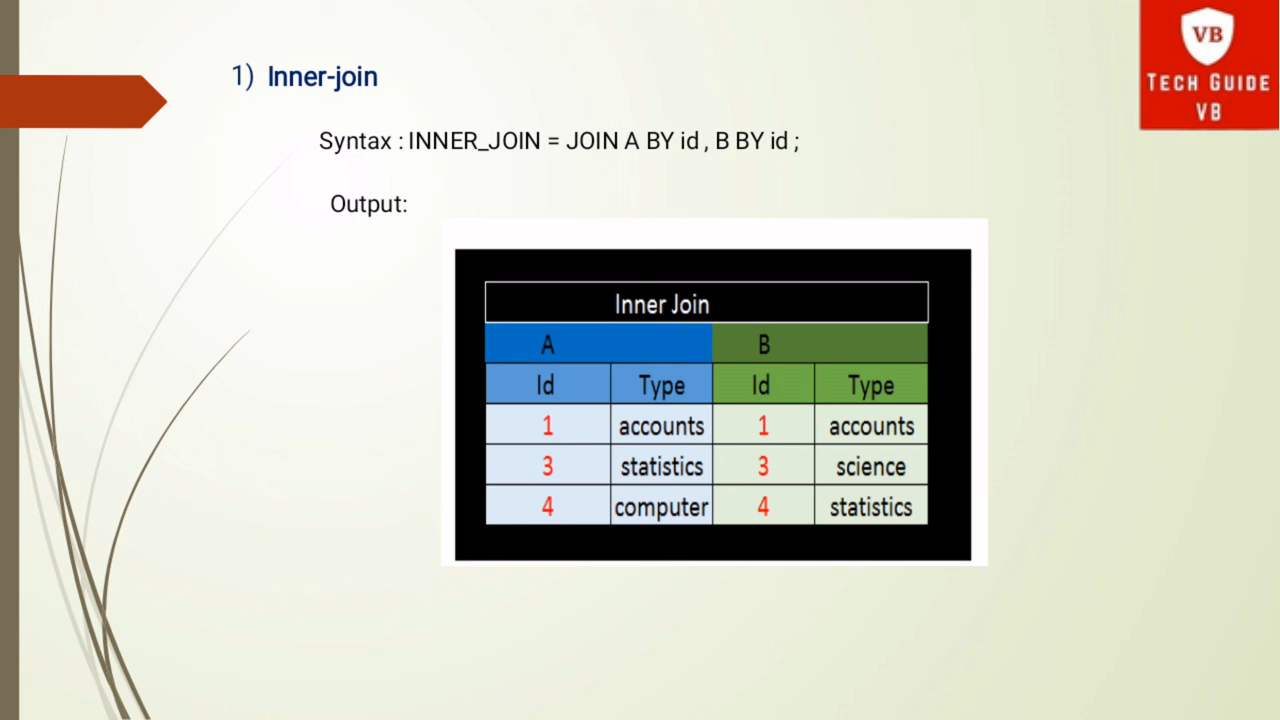 VB
TECH GUIDE
VB
1) Inner-join
Syntax : INNER_JOIN = JOIN A BY id , B BY id ;
Output:
Inner Join
A B
Id Type Id Type
1 accounts 1 accounts
3 statistics 3 science
4 computer 4 statistics